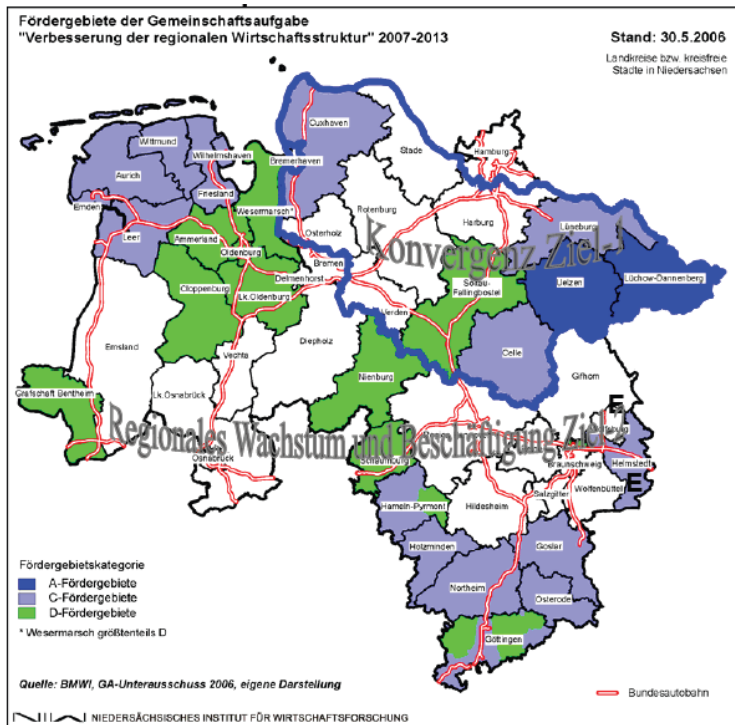 Fördergebiete der Gemeinschaftsaufgabe
"Verbesserung der regionalen Wirtschaftsstruktur" 2007-2013
Stand: 30.5.2006
Landkreise bzw. kreisfreie
Städte in Niedersachsen
Cuxhaven
Wittmund
Wilhelmshaven
Stade
Hamburg
Bremerhaven
Aurich
Friesland
Emden
Wesermarsch*
Rotenburg
Lüneburg
Leer
Ammerland
Osterholz
Harburg
Konvergenz Ziel-1
Oldenburg
Bremen
Delmenhorst
Uelzen
Lüchow-Dannenberg
Cloppenburg
Lk.Oldenburg
Soltau-
Fallingbostel
Verden
Emsland
Diepholz
Vechta
Celle
Gifhorn
Nienburg
Grafschaft Bentheim
Lk.Osnabrück
F
Regionales Wachstum und Beschäftigung Ziel-2
Osnabrück
Schaumburg
Braunschweig
Helmstedt
E
Salzgitter
Wolfenbüttel
Hameln-Pyrmont
Hildesheim
Holzminden
Goslar
Northeim
Osterode
Göttingen
Fördergebietskategorie
A-Fördergebiete
C-Fördergebiete
D-Fördergebiete
* Wesermarsch größtenteils D
Quelle: BMWI, GA-Unterausschuss 2006, eigene Darstellung
Bundesautobahn
NIEDERSÄCHSISCHES INSTITUT FÜR WIRTSCHAFTSFORSCHUNG